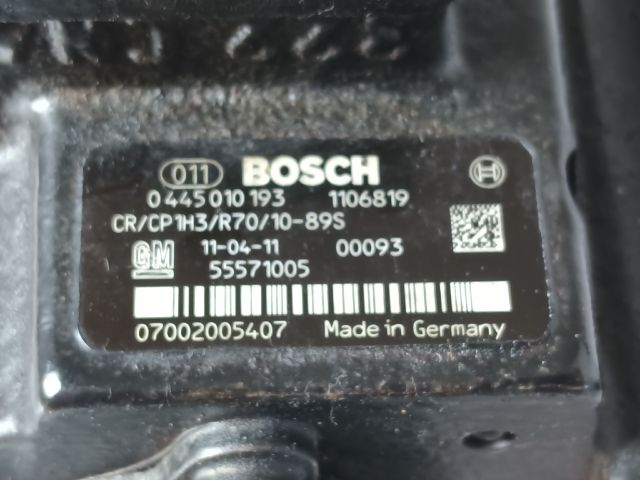 011 BOSCH
0 445 010 193 1106819
CR/CP1H3/R70/10-89S
GM 11-04-11 00093
55571005
07002005407 Made in Germany